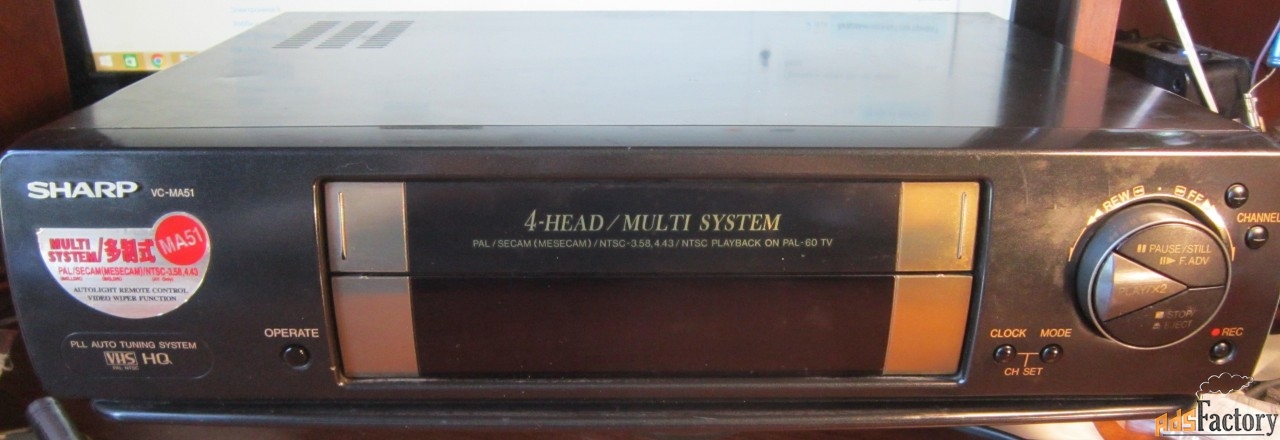 SHARP VC-MA51
MULTI SYSTEM/多制式 MA51
PAL/SECAM(MESECAM)/NTSC-3.58,4.43
AUTOLIGHT REMOTE CONTROL
VIDEO WIPER FUNCTION
PLL AUTO TUNING SYSTEM
VHS HQ
PAL NTSC
OPERATE
4-HEAD/MULTI SYSTEM
PAL/SECAM (MESECAM)/NTSC-3.58,4.43/NTSC PLAYBACK ON PAL-60 TV
REW FF
PAUSE/STILL
F.ADV
PLAY/X2
STOP/
EJECT
CHANNEL
CLOCK MODE
CH SET
REC
AdsFactory